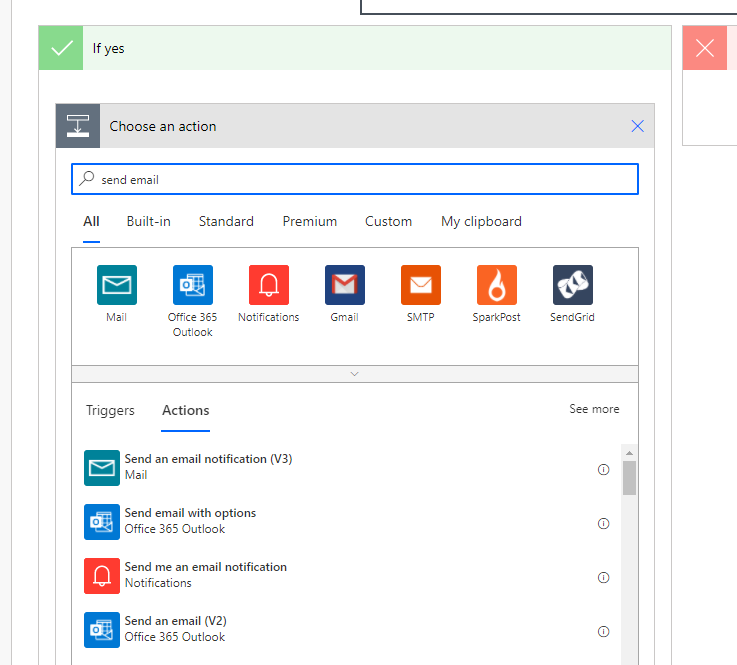 If yes
Choose an action
send email
All Built-in Standard Premium Custom My clipboard
Mail Office 365 Outlook Notifications Gmail SMTP SparkPost SendGrid
Triggers Actions See more
Send an email notification (V3)
Mail
Send email with options
Office 365 Outlook
Send me an email notification
Notifications
Send an email (V2)
Office 365 Outlook